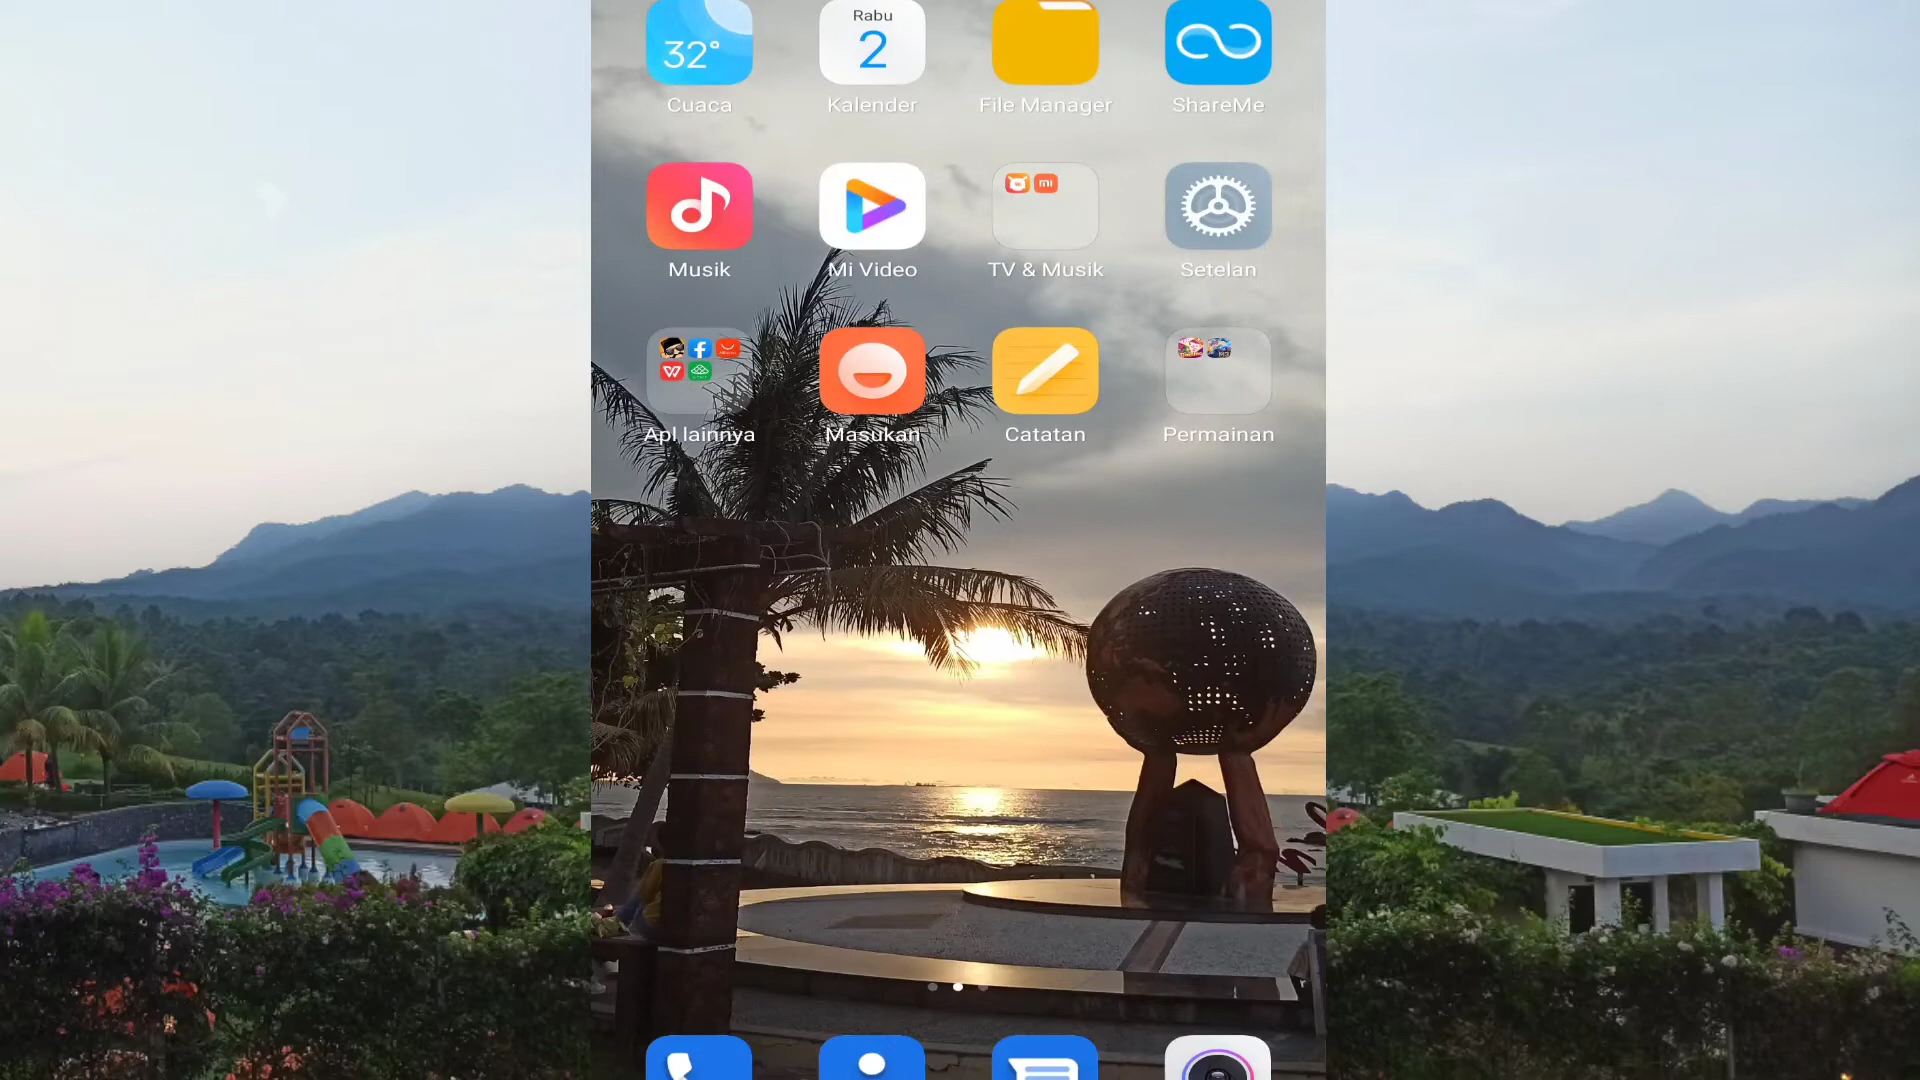 32°
Rabu
2
Cuaca
Kalender
File Manager
ShareMe
mi
Musik
Mi Video
TV & Musik
Setelan
Apl lainnya
Masukan
Catatan
Permainan